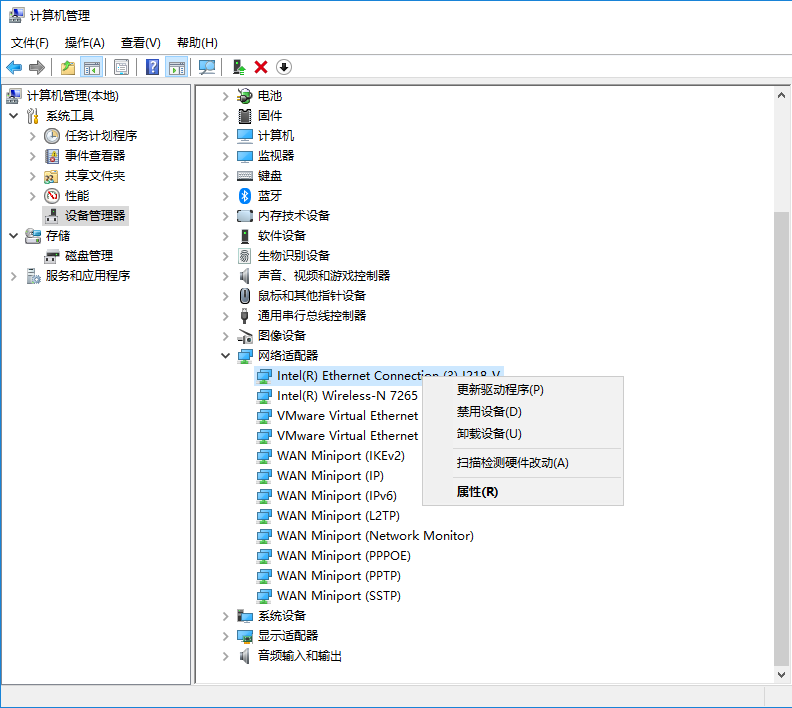 计算机管理
文件(F) 操作(A) 查看(V) 帮助(H)
计算机管理(本地)
系统工具
任务计划程序
事件查看器
共享文件夹
性能
设备管理器
存储
磁盘管理
服务和应用程序
电池
固件
计算机
监视器
键盘
蓝牙
内存技术设备
软件设备
生物识别设备
声音、视频和游戏控制器
鼠标和其他指针设备
通用串行总线控制器
图像设备
网络适配器
Intel(R) Ethernet Connection (3) I218-V
Intel(R) Wireless-N 7265
VMware Virtual Ethernet
VMware Virtual Ethernet
WAN Miniport (IKEv2)
WAN Miniport (IP)
WAN Miniport (IPv6)
WAN Miniport (L2TP)
WAN Miniport (Network Monitor)
WAN Miniport (PPPOE)
WAN Miniport (PPTP)
WAN Miniport (SSTP)
系统设备
显示适配器
音频输入和输出
更新驱动程序(P)
禁用设备(D)
卸载设备(U)
扫描检测硬件改动(A)
属性(R)